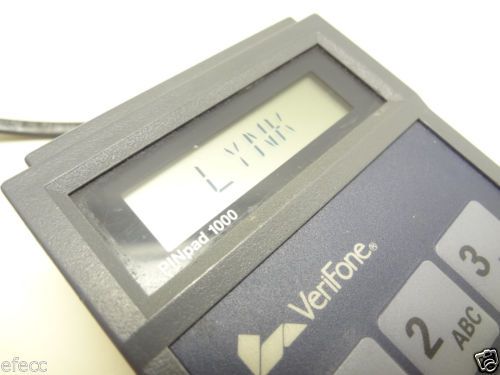 LYNK
PINpad 1000
VeriFone®
2 ABC
3
efecc